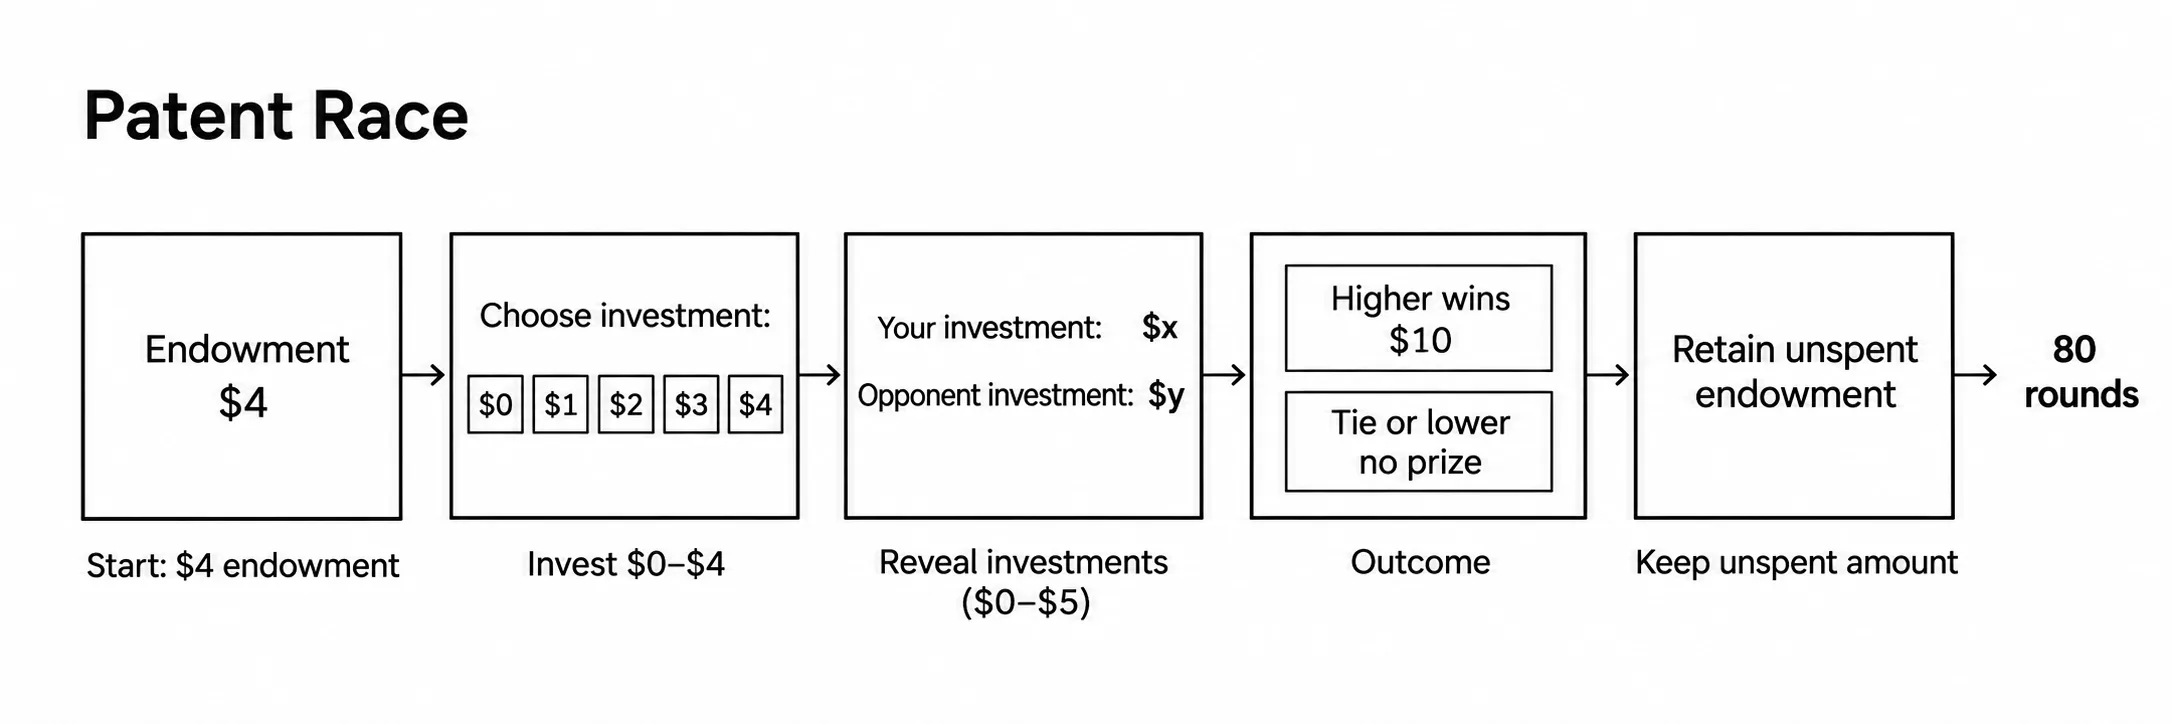 Patent Race
Endowment
$4
Start: $4 endowment
Choose investment:
$0 $1 $2 $3 $4
Invest $0–$4
Your investment: $x
Opponent investment: $y
Reveal investments
($0–$5)
Higher wins
$10
Tie or lower
no prize
Outcome
Retain unspent
endowment
Keep unspent amount
80
rounds